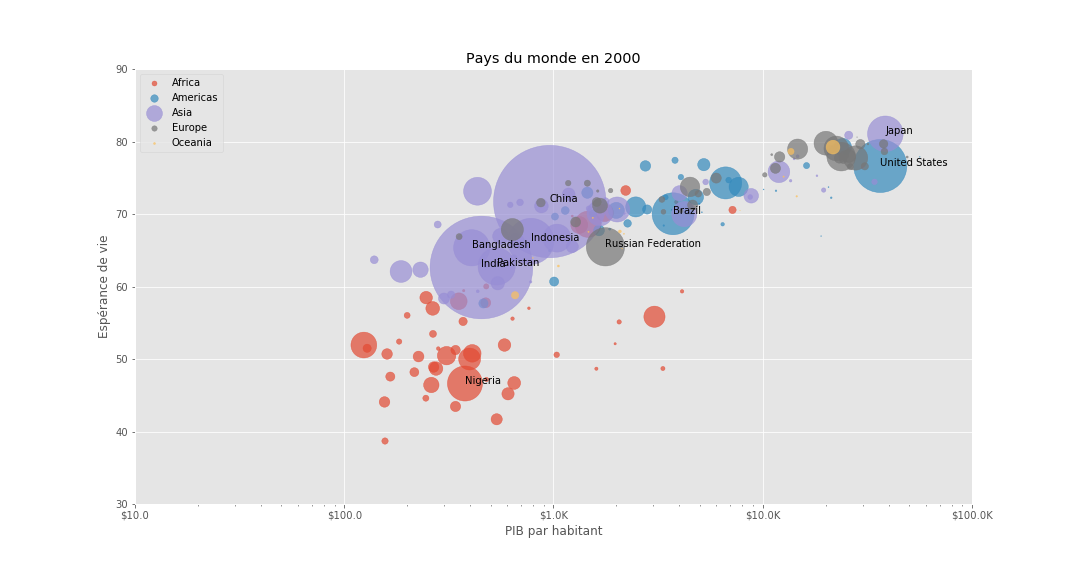 Pays du monde en 2000
90
80
70
60
50
40
30
Espérance de vie
Africa
Americas
Asia
Europe
Oceania
Japan
United States
China
Brazil
Indonesia
Bangladesh
Russian Federation
India
Pakistan
Nigeria
$10.0
$100.0
$1.0K
$10.0K
$100.0K
PIB par habitant